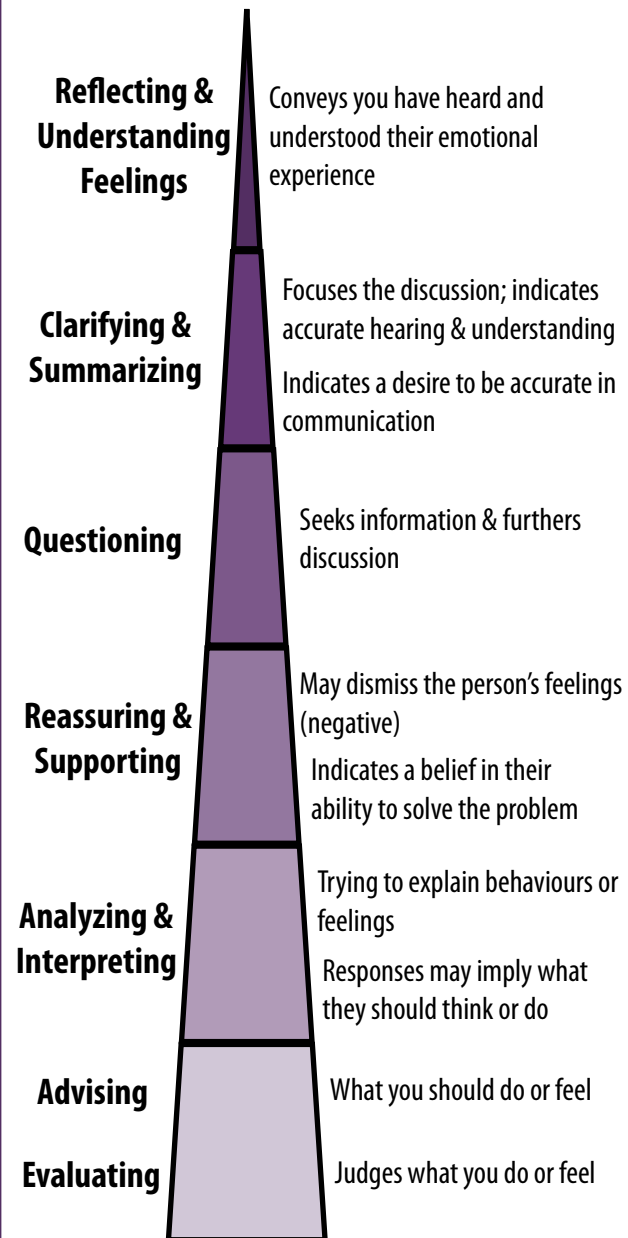 Reflecting &
Understanding
Feelings
Conveys you have heard and
understood their emotional
experience
Clarifying &
Summarizing
Focuses the discussion; indicates
accurate hearing & understanding
Indicates a desire to be accurate in
communication
Questioning
Seeks information & furthers
discussion
Reassuring &
Supporting
May dismiss the person’s feelings
(negative)
Indicates a belief in their
ability to solve the problem
Analyzing &
Interpreting
Trying to explain behaviours or
feelings
Responses may imply what
they should think or do
Advising
What you should do or feel
Evaluating
Judges what you do or feel